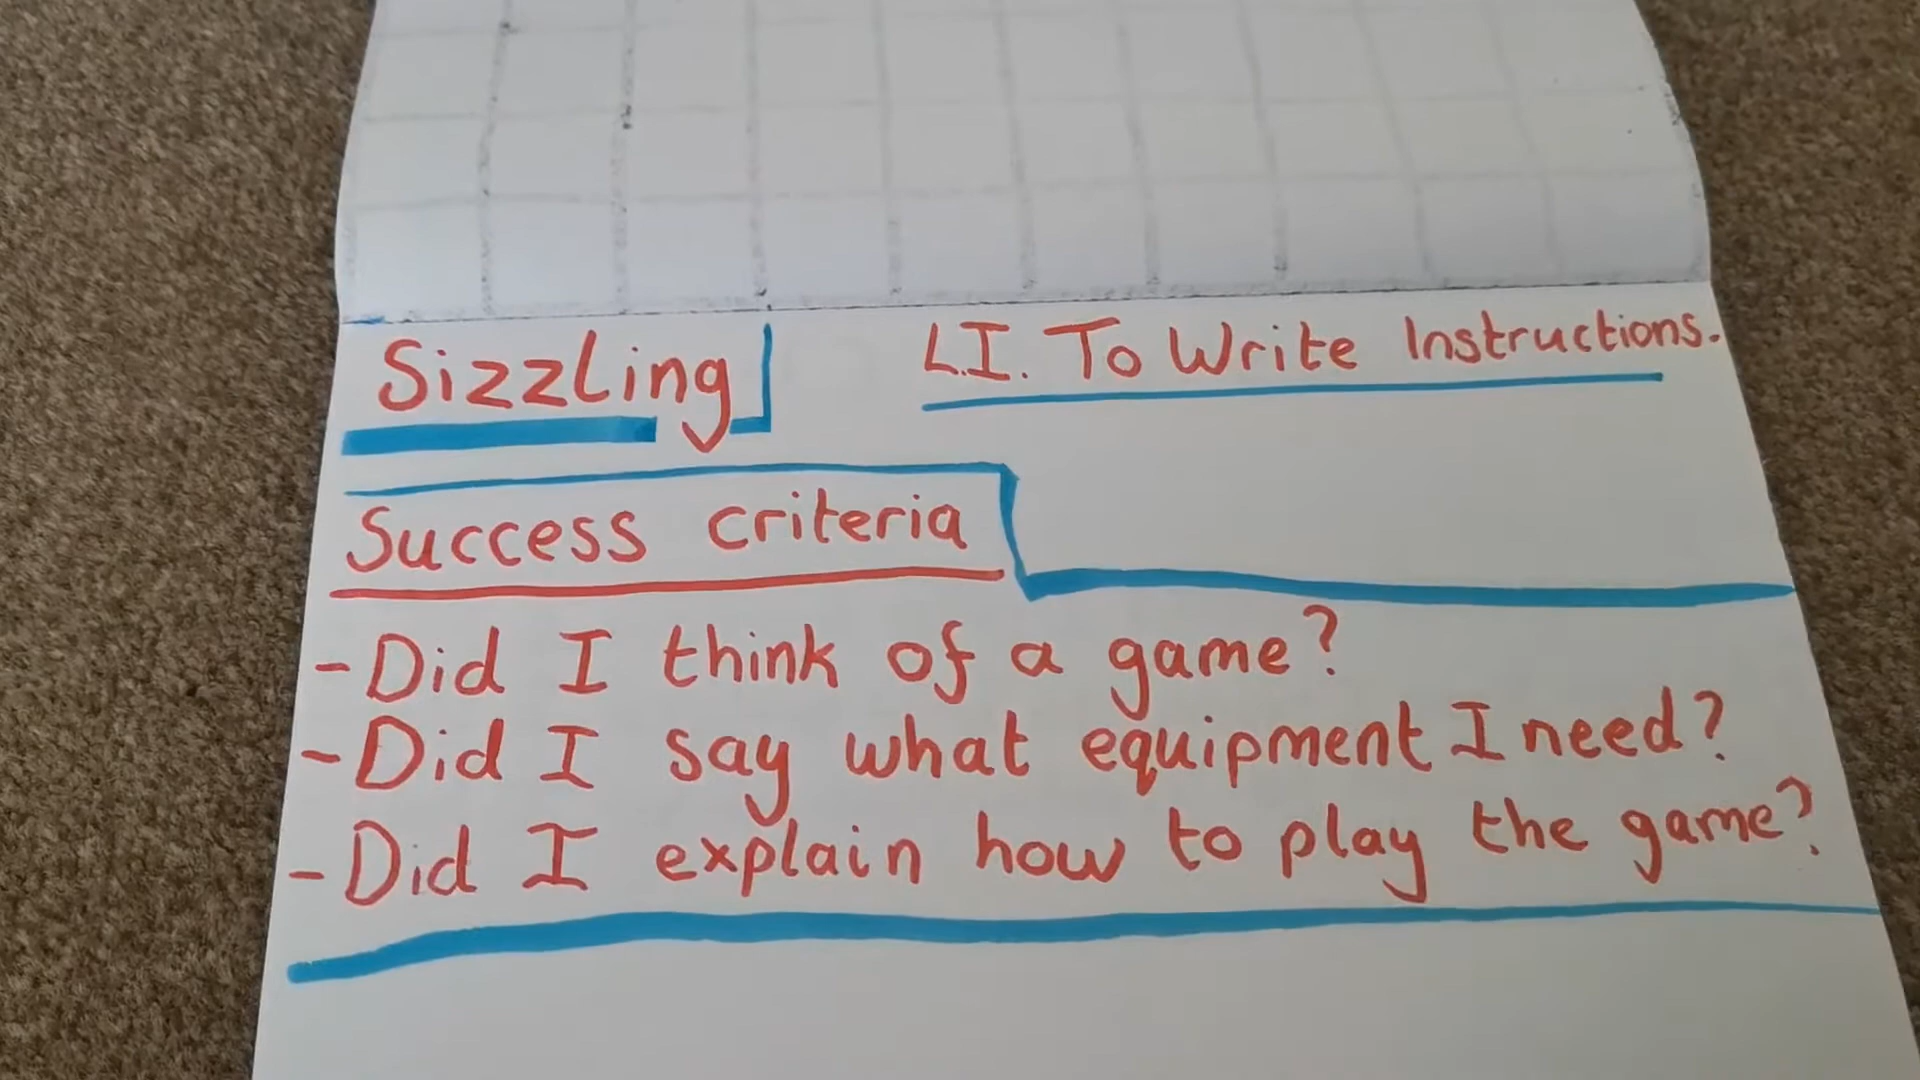 Sizzling
L.I. To Write Instructions.
Success criteria
- Did I think of a game?
- Did I say what equipment I need?
- Did I explain how to play the game?